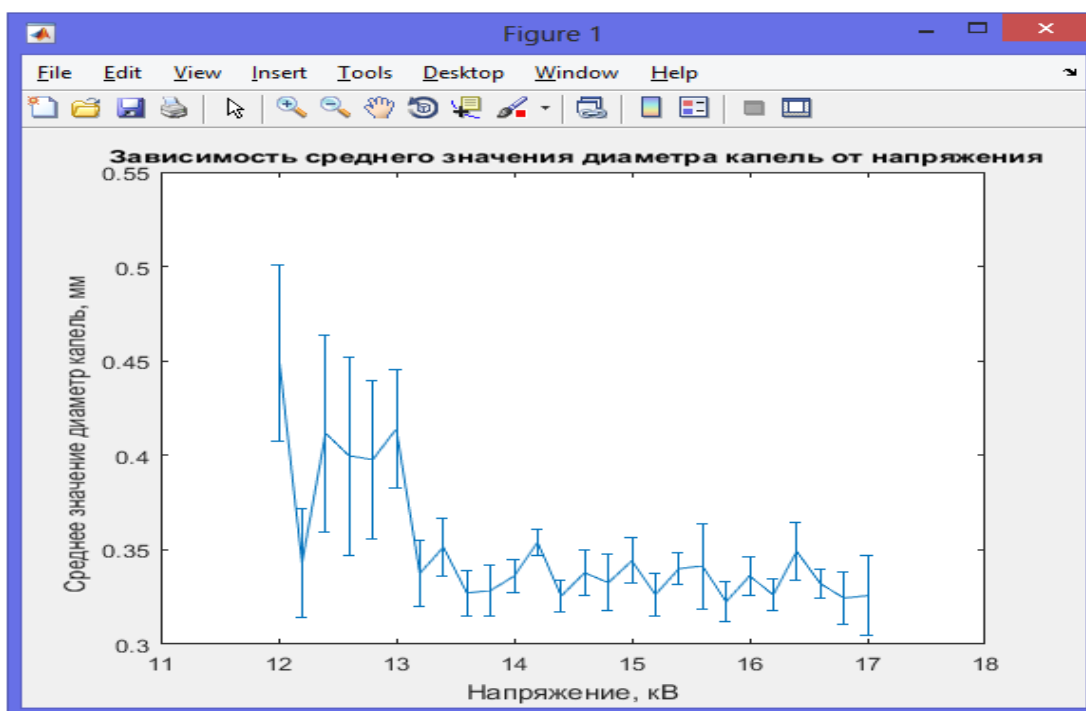 Figure 1
File Edit View Insert Tools Desktop Window Help
Зависимость среднего значения диаметра капель от напряжения
0.55
0.5
0.45
0.4
0.35
0.3
Среднее значение диаметр капель, мм
11 12 13 14 15 16 17 18
Напряжение, кВ